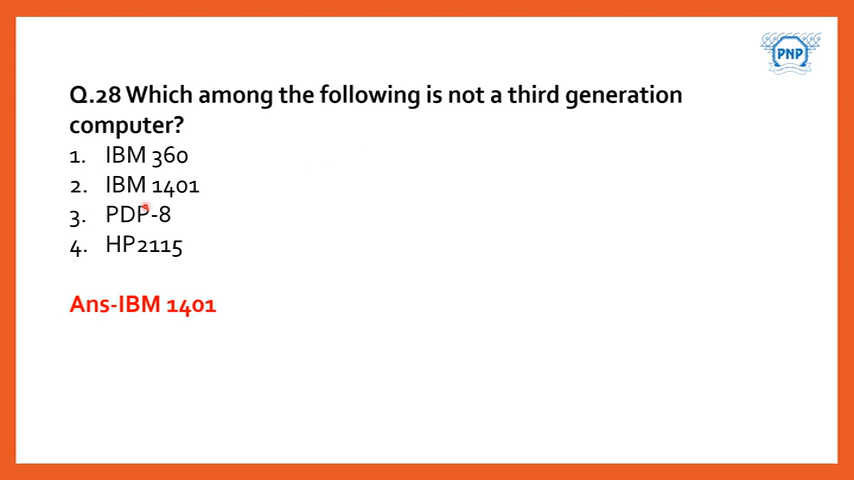 PNP
Q.28 Which among the following is not a third generation
computer?
1. IBM 360
2. IBM 1401
3. PDP-8
4. HP2115
Ans-IBM 1401